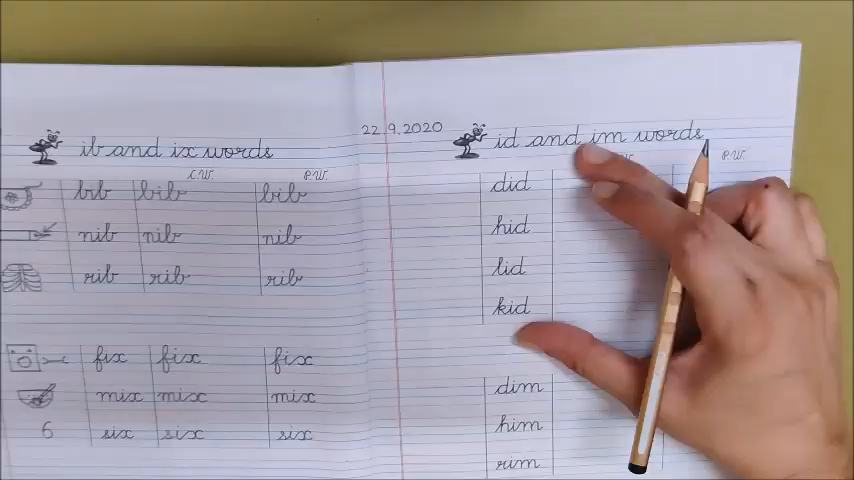 ib and ix words
c.w. p.w.
bib bib bib
nib nib nib
rib rib rib
fix fix fix
mix mix mix
6 six six six
22.9.2020
id and im words
p.w.
did
hid
lid
kid
dim
him
rim